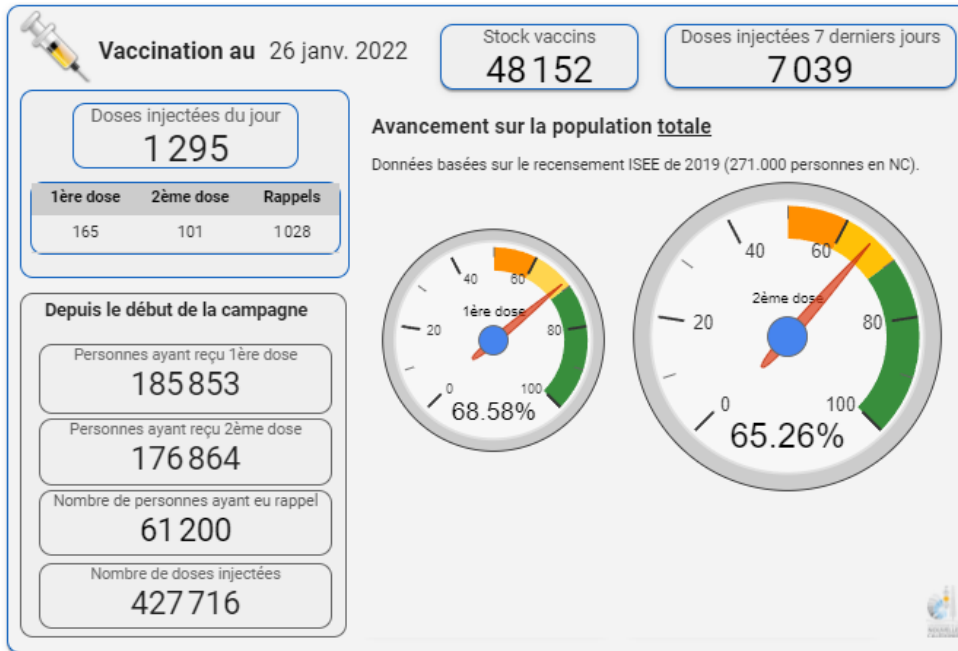 Vaccination au 26 janv. 2022
Stock vaccins
48 152
Doses injectées 7 derniers jours
7 039
Doses injectées du jour
1 295
1ère dose 2ème dose Rappels
165 101 1 028
Avancement sur la population totale
Données basées sur le recensement ISEE de 2019 (271.000 personnes en NC).
0
20
40
60
80
100
1ère dose
68.58%
0
20
40
60
80
100
2ème dose
65.26%
Depuis le début de la campagne
Personnes ayant reçu 1ère dose
185 853
Personnes ayant reçu 2ème dose
176 864
Nombre de personnes ayant eu rappel
61 200
Nombre de doses injectées
427 716